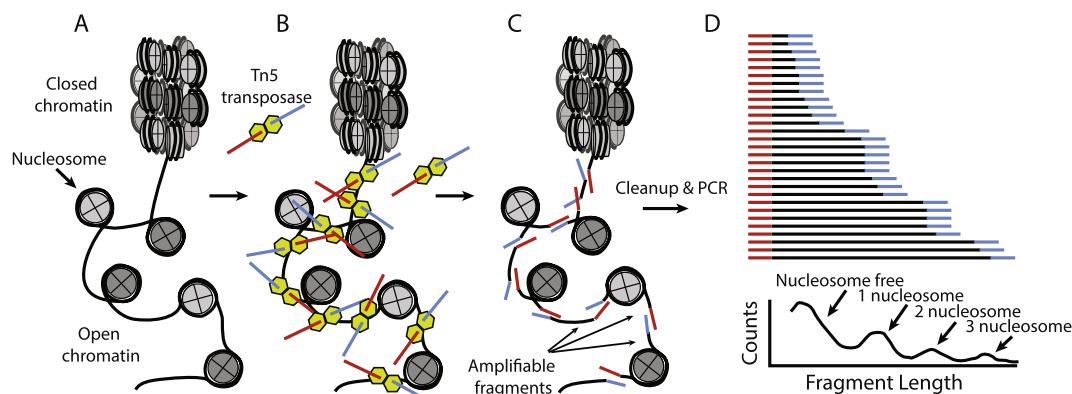 A
B
C
D
Closed
chromatin
Tn5
transposase
Nucleosome
Cleanup & PCR
Open
chromatin
Amplifiable
fragments
Nucleosome free
1 nucleosome
2 nucleosome
3 nucleosome
Counts
Fragment Length